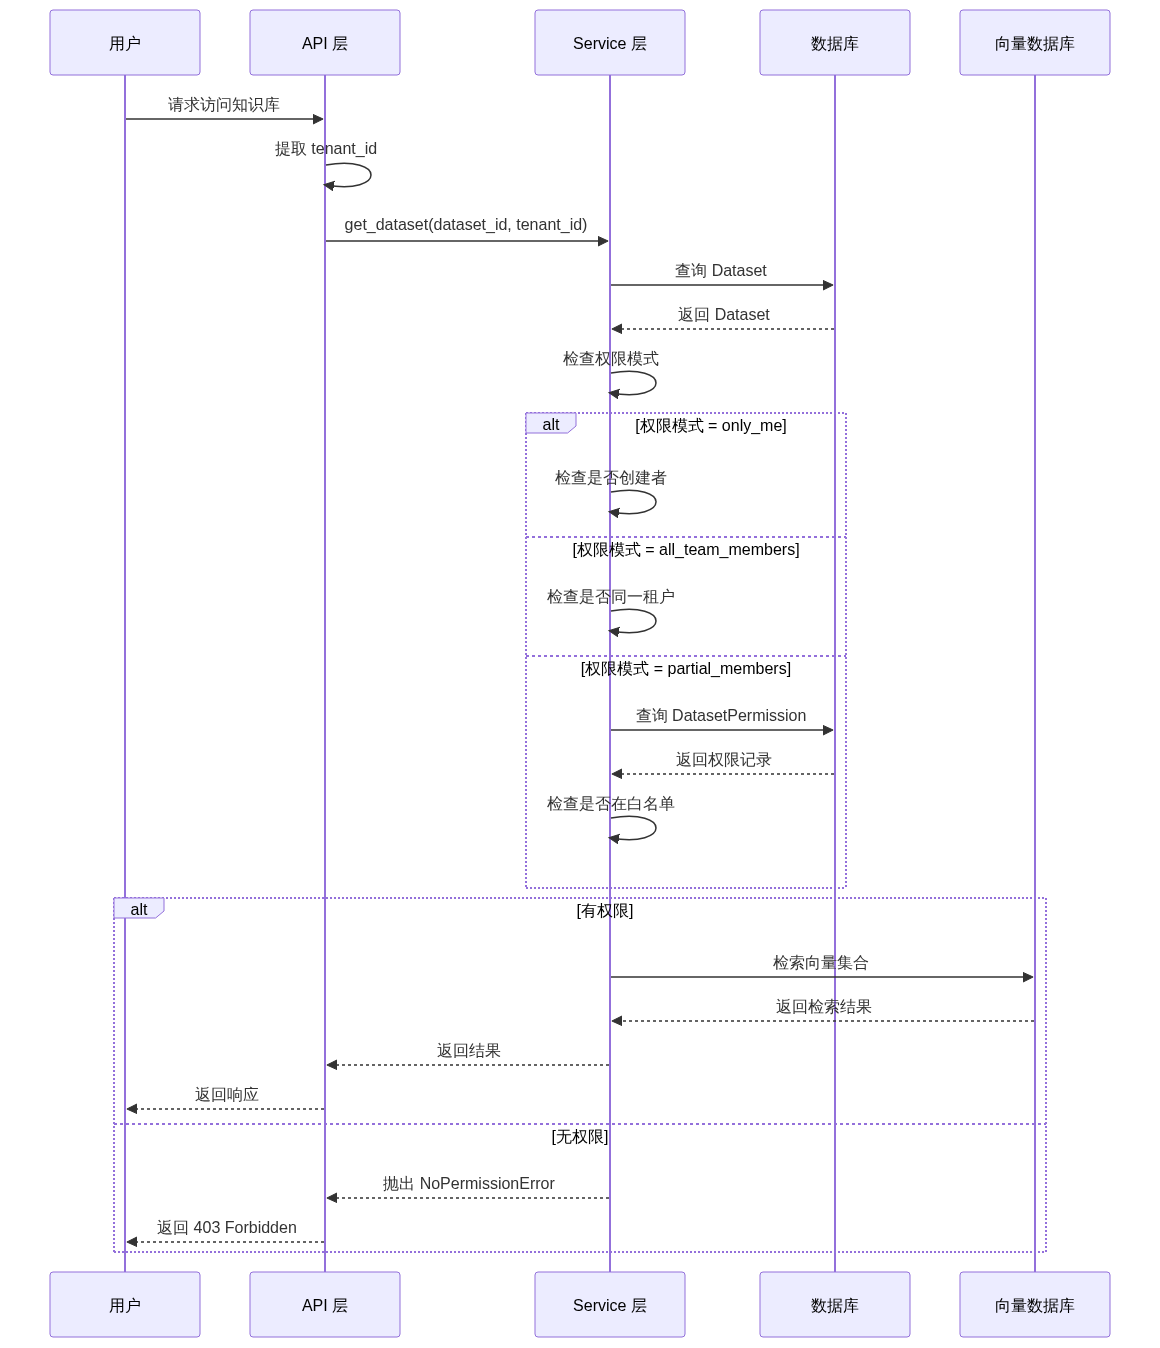 用户
API 层
Service 层
数据库
向量数据库
请求访问知识库
提取 tenant_id
get_dataset(dataset_id, tenant_id)
查询 Dataset
返回 Dataset
检查权限模式
alt
[权限模式 = only_me]
检查是否创建者
[权限模式 = all_team_members]
检查是否同一租户
[权限模式 = partial_members]
查询 DatasetPermission
返回权限记录
检查是否在白名单
alt
[有权限]
检索向量集合
返回检索结果
返回结果
返回响应
[无权限]
抛出 NoPermissionError
返回 403 Forbidden
用户
API 层
Service 层
数据库
向量数据库